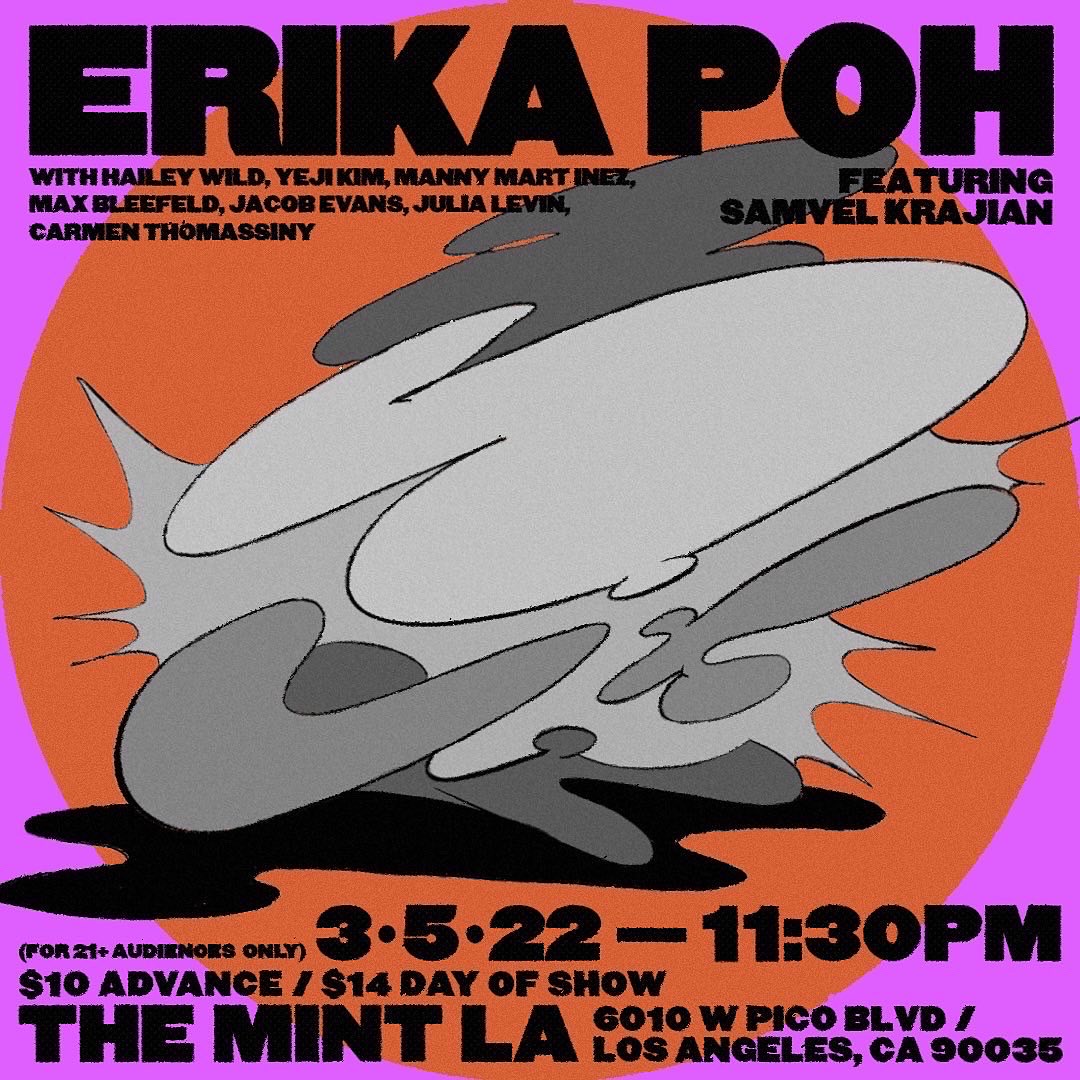 ERIKA POH
WITH HAILEY WILD, YEJI KIM, MANNY MART INEZ,
MAX BLEEFELD, JACOB EVANS, JULIA LEVIN,
CARMEN THOMASSINY
FEATURING
SAMVEL KRAJIAN
(FOR 21+ AUDIENCES ONLY) 3·5·22 — 11:30PM
$10 ADVANCE / $14 DAY OF SHOW
THE MINT LA
6010 W PICO BLVD /
LOS ANGELES, CA 90035